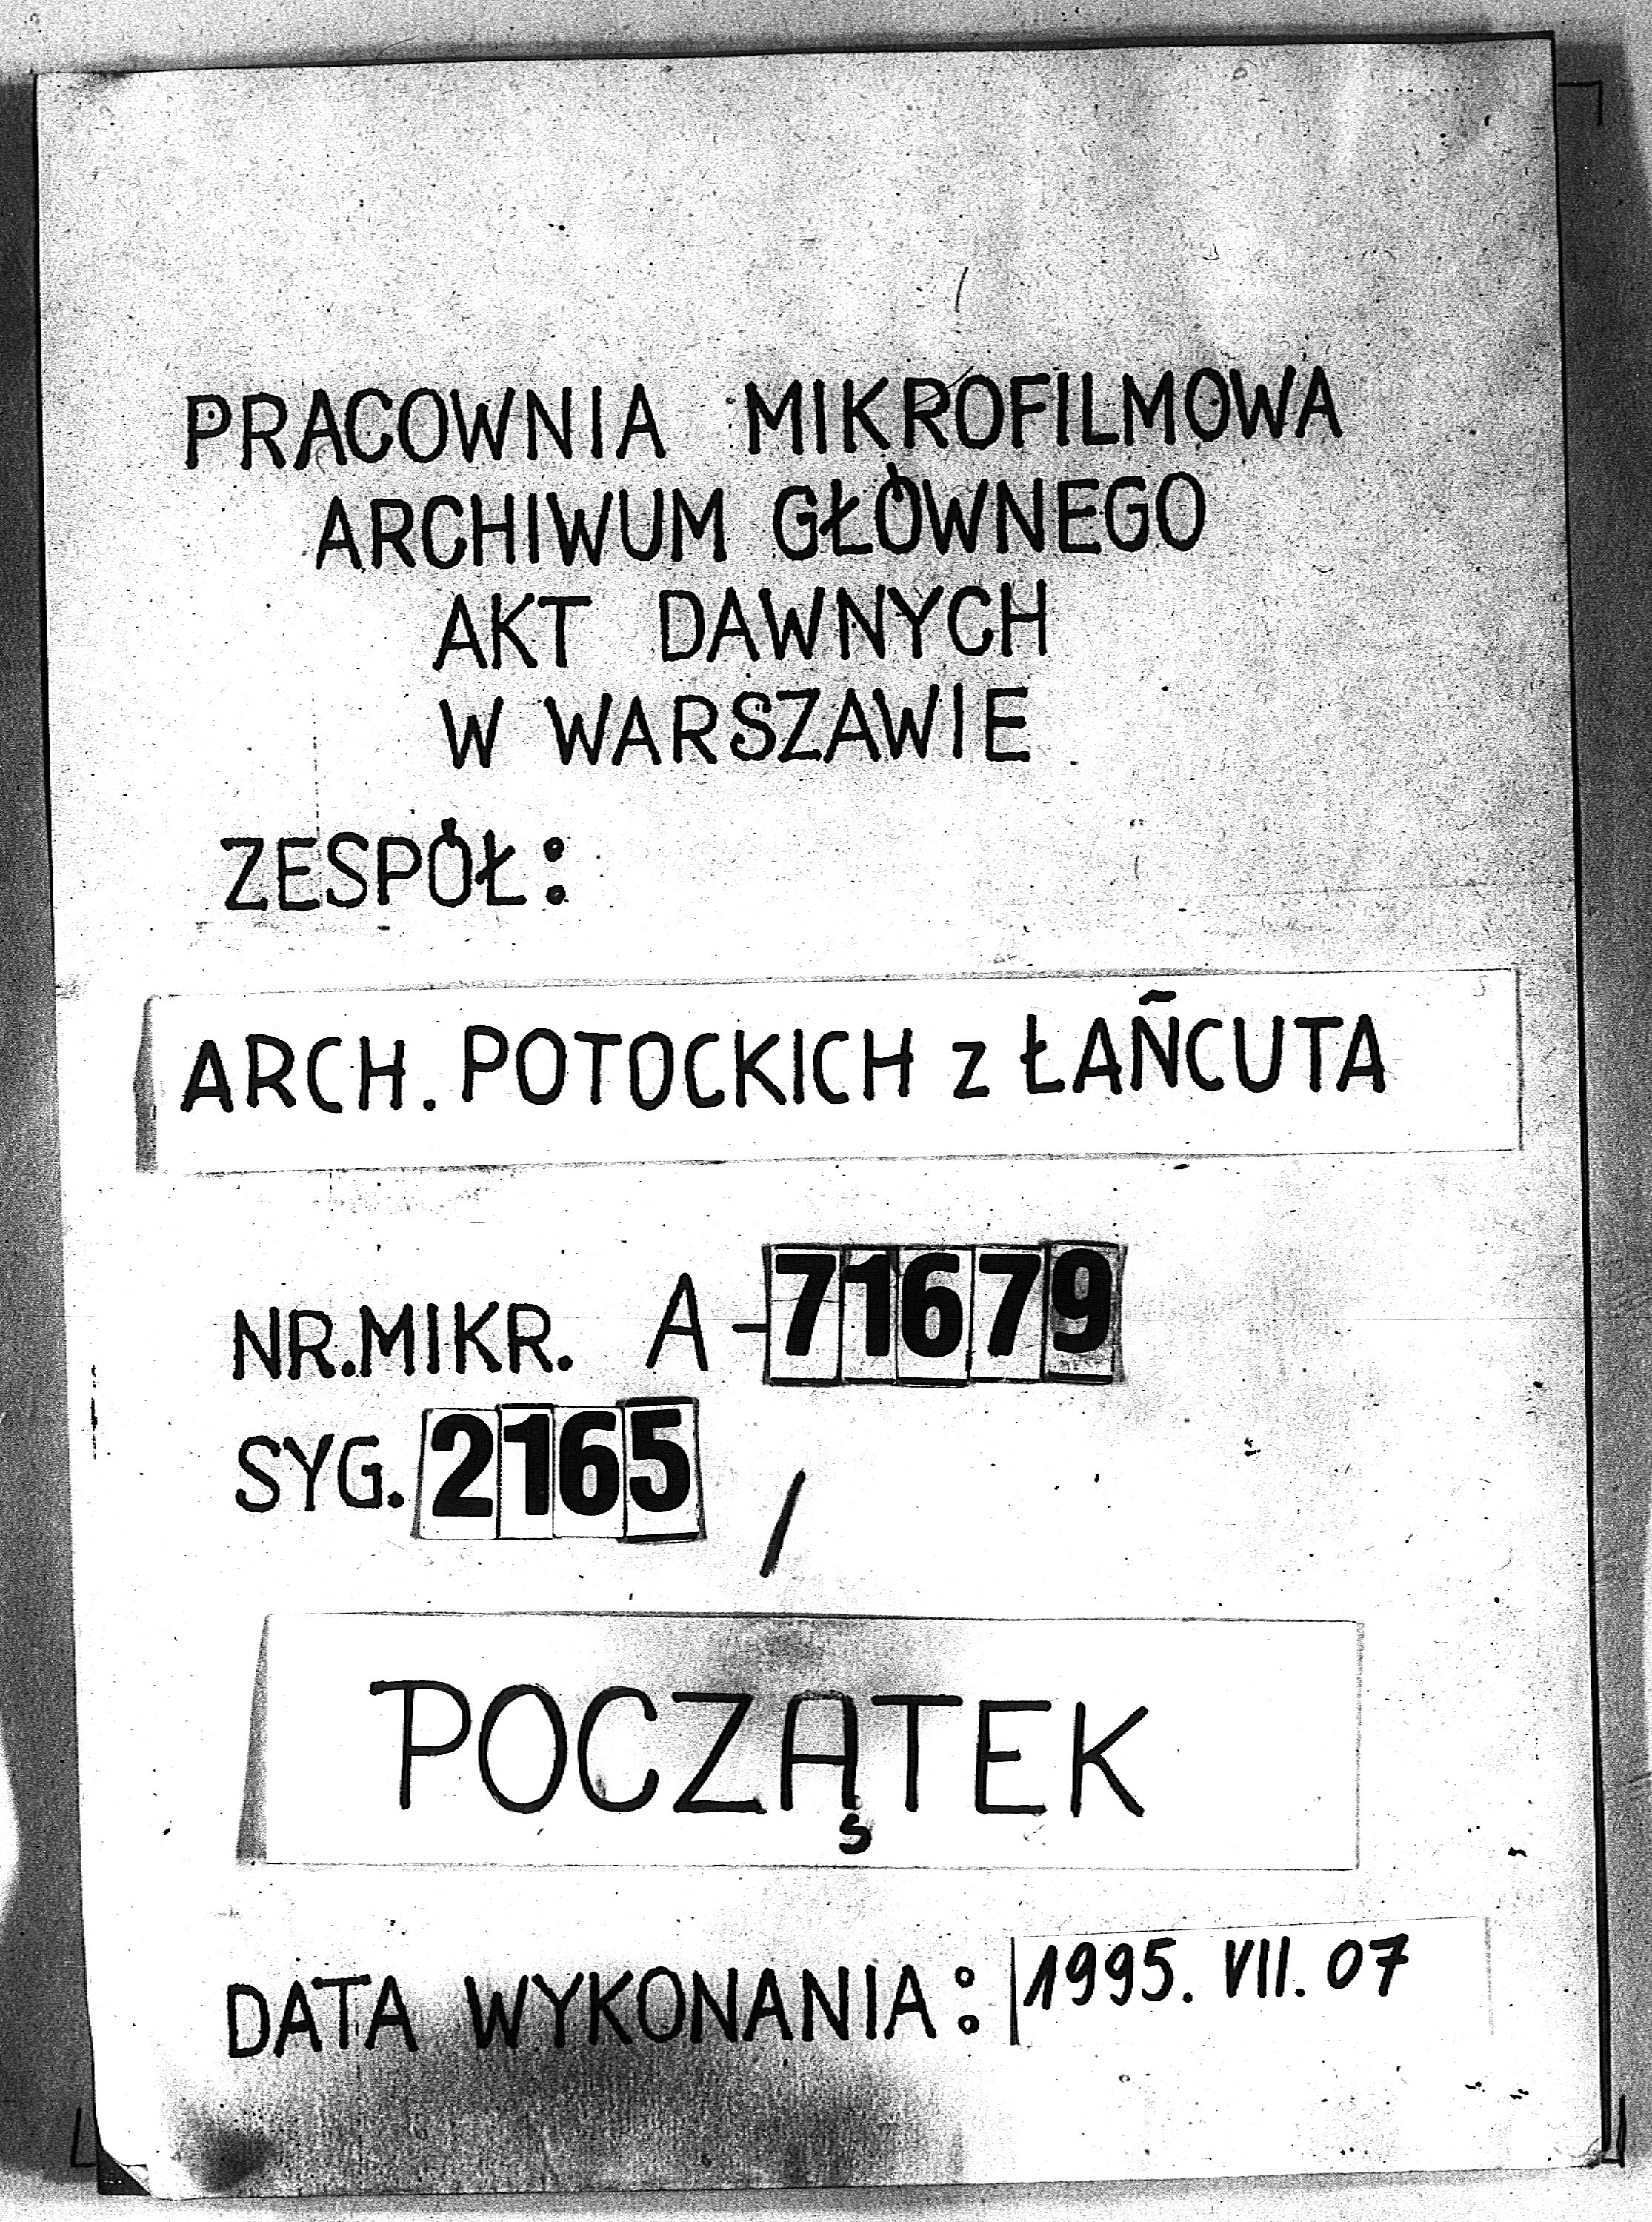 PRACOWNIA MIKROFILMOWA
ARCHIWUM GŁÓWNEGO
AKT DAWNYCH
W WARSZAWIE
ZESPÓŁ:
ARCH. POTOCKICH z ŁAŃCUTA
NR.MIKR. A-71679
SYG. 2165 /
POCZĄTEK
DATA WYKONANIA: 1995. VII. 07